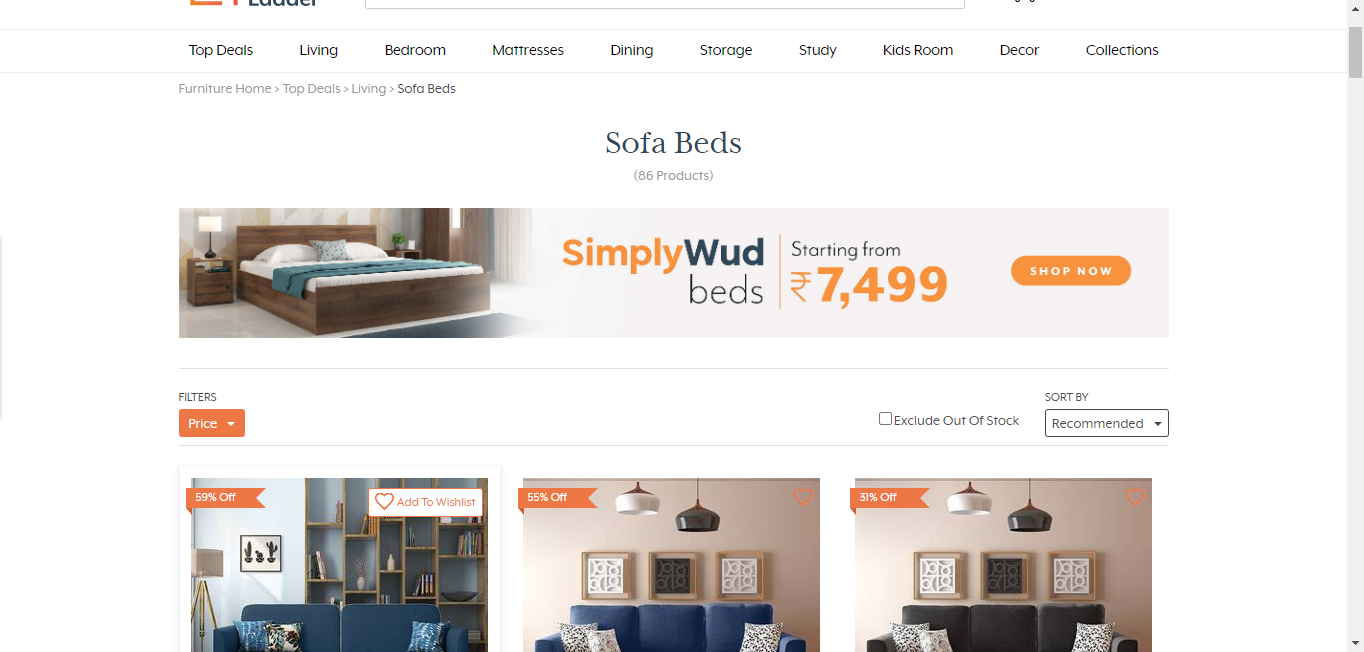 Ladder
Top Deals Living Bedroom Mattresses Dining Storage Study Kids Room Decor Collections
Furniture Home > Top Deals > Living > Sofa Beds
Sofa Beds
(86 Products)
SimplyWud
beds
Starting from
₹7,499
SHOP NOW
FILTERS
Price
Exclude Out Of Stock
SORT BY
Recommended
59% Off
Add To Wishlist
55% Off
31% Off